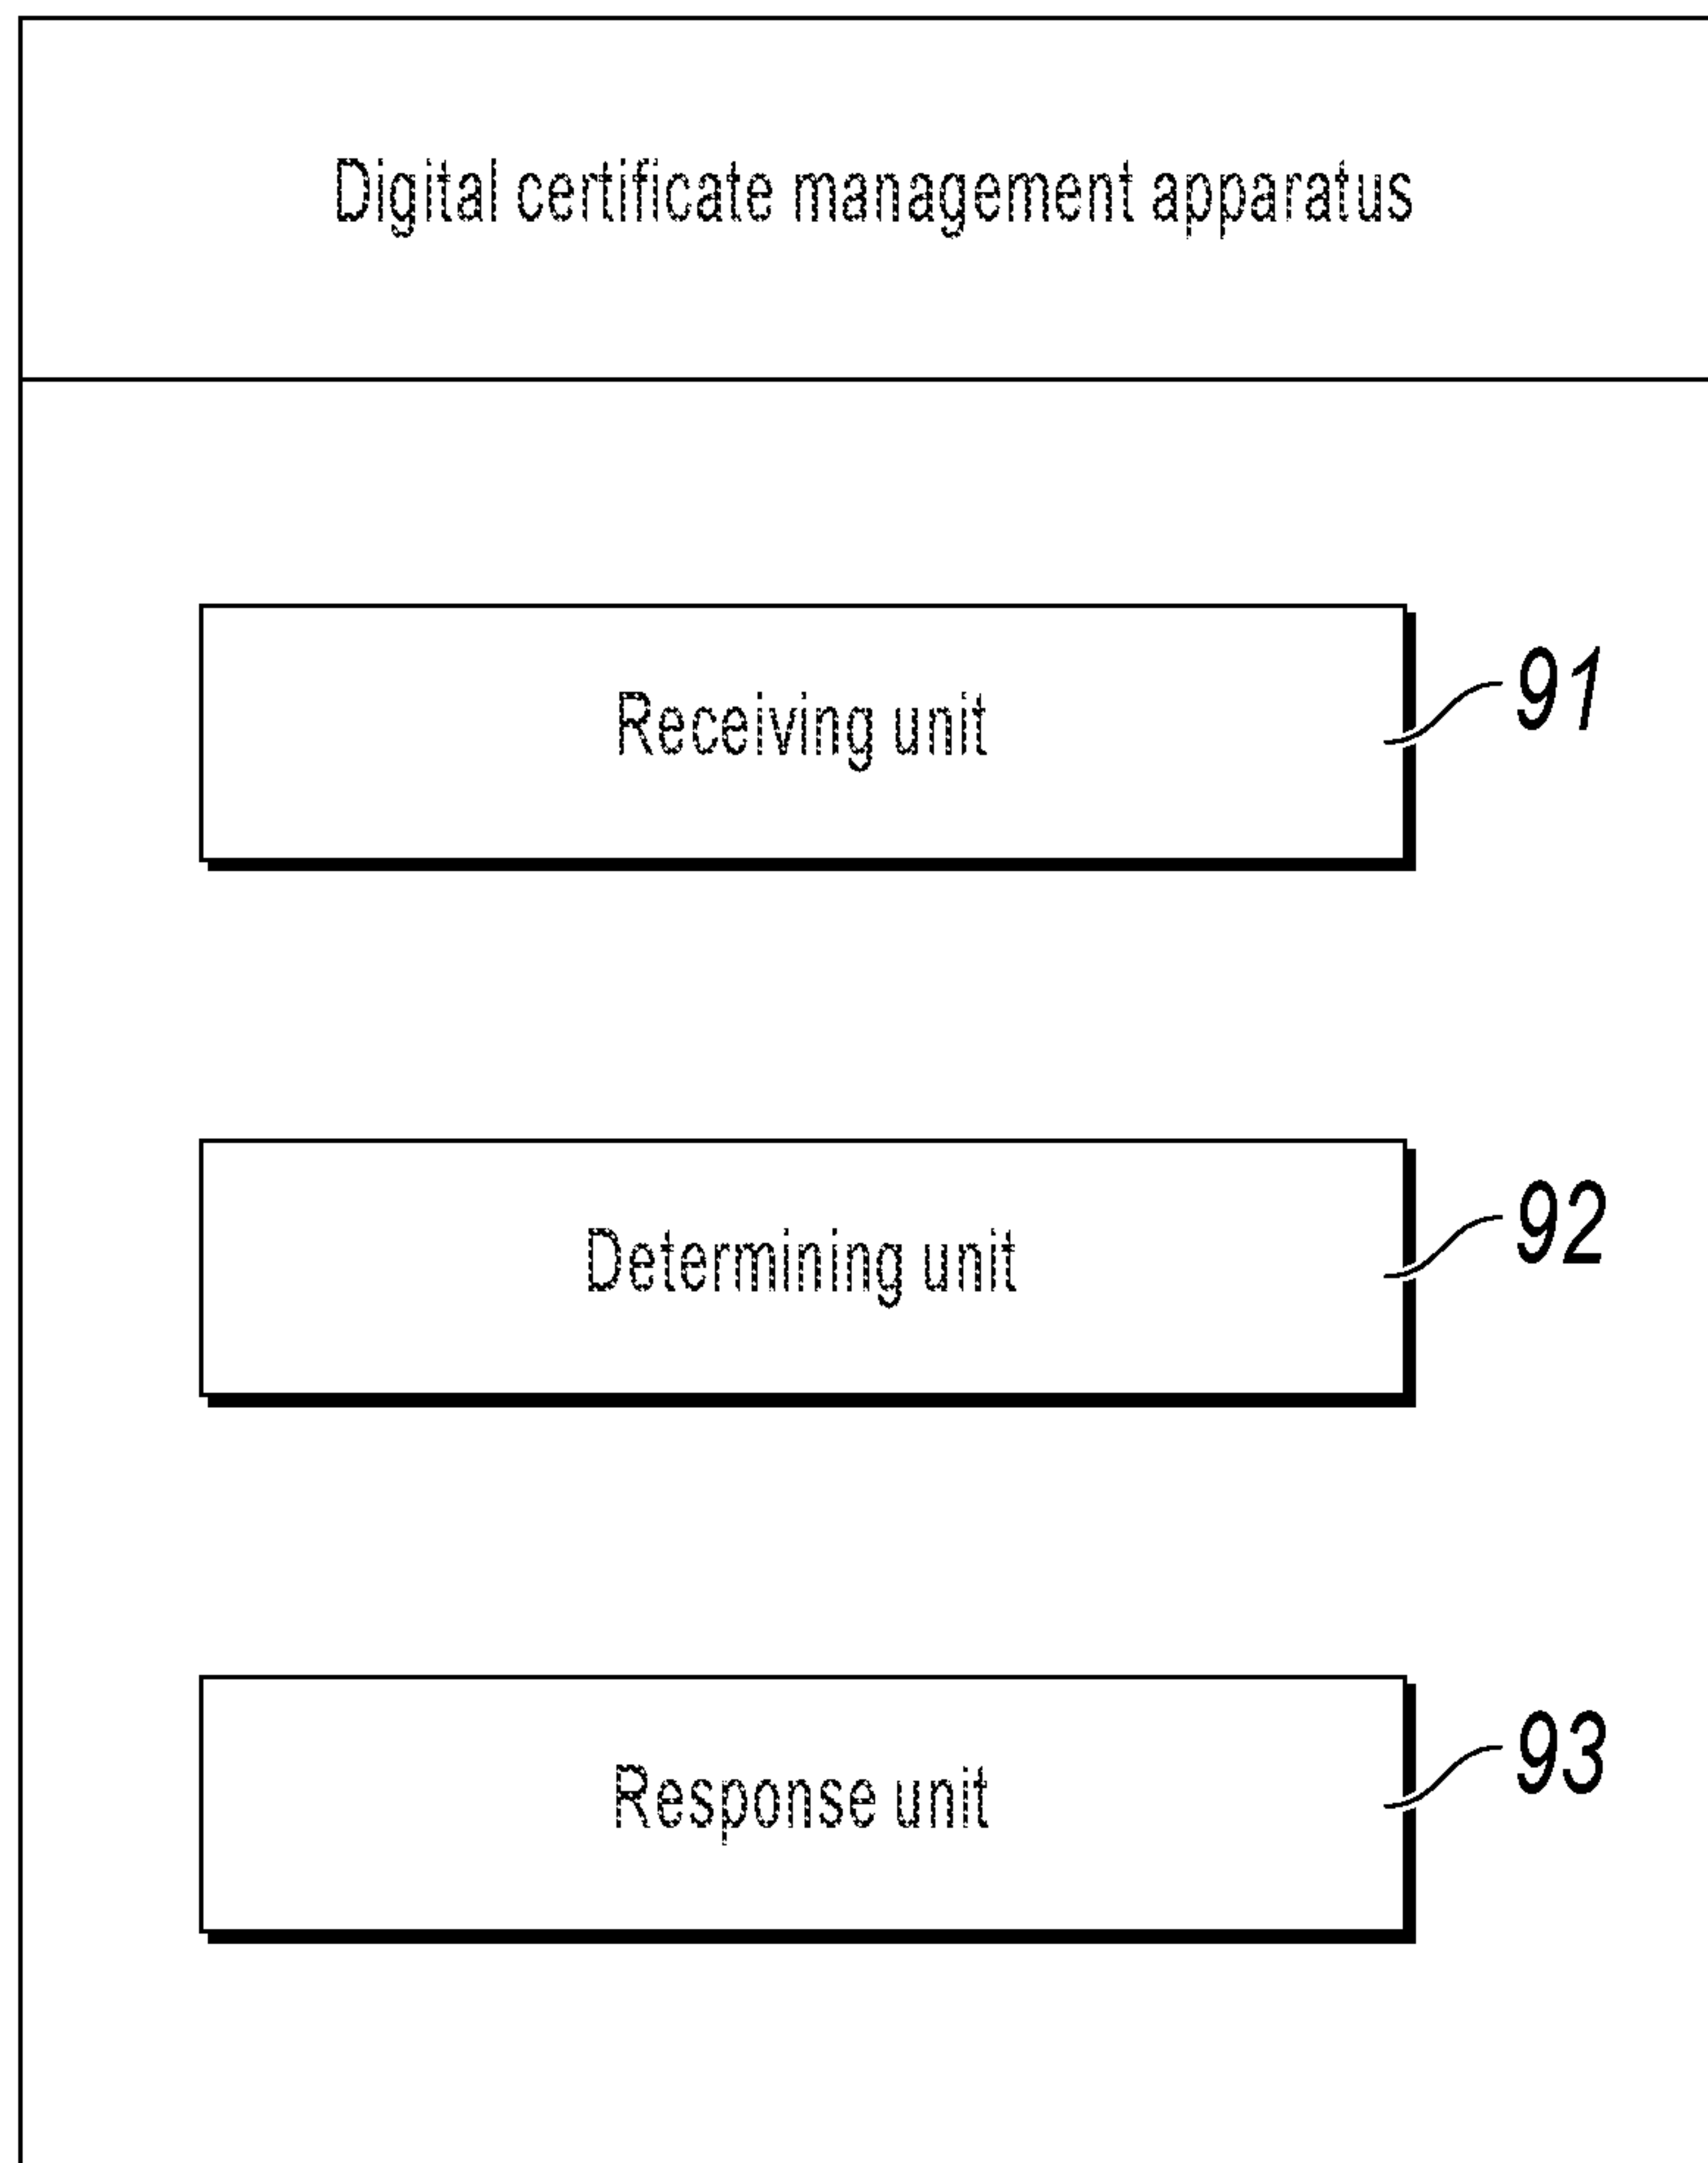 Digital certificate management apparatus
Receiving unit
91
Determining unit
92
Response unit
93